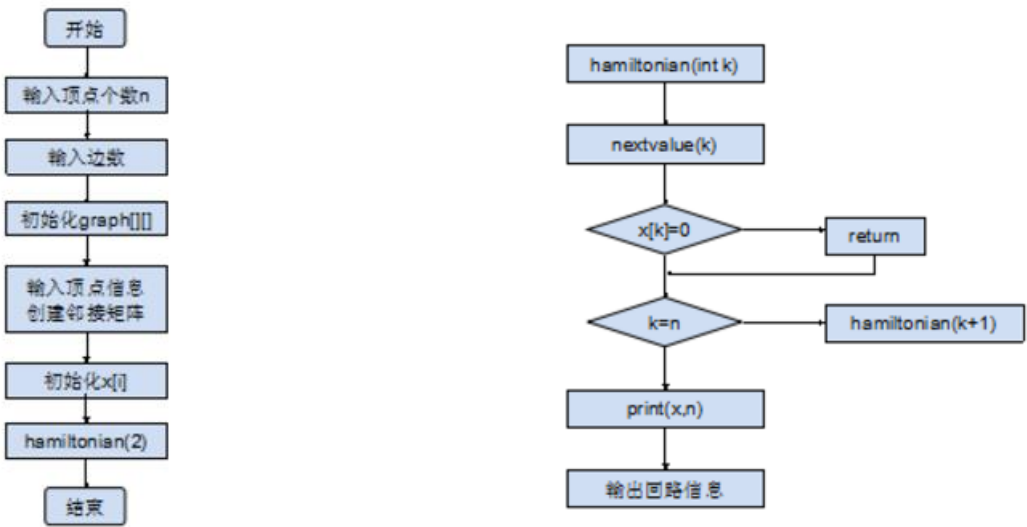 开始
输入顶点个数n
输入边数
初始化graph[][]
输入顶点信息
创建邻接矩阵
初始化x[i]
hamiltonian(2)
结束
hamiltonian(int k)
nextvalue(k)
x[k]=0
return
k=n
hamiltonian(k+1)
print(x,n)
输出回路信息